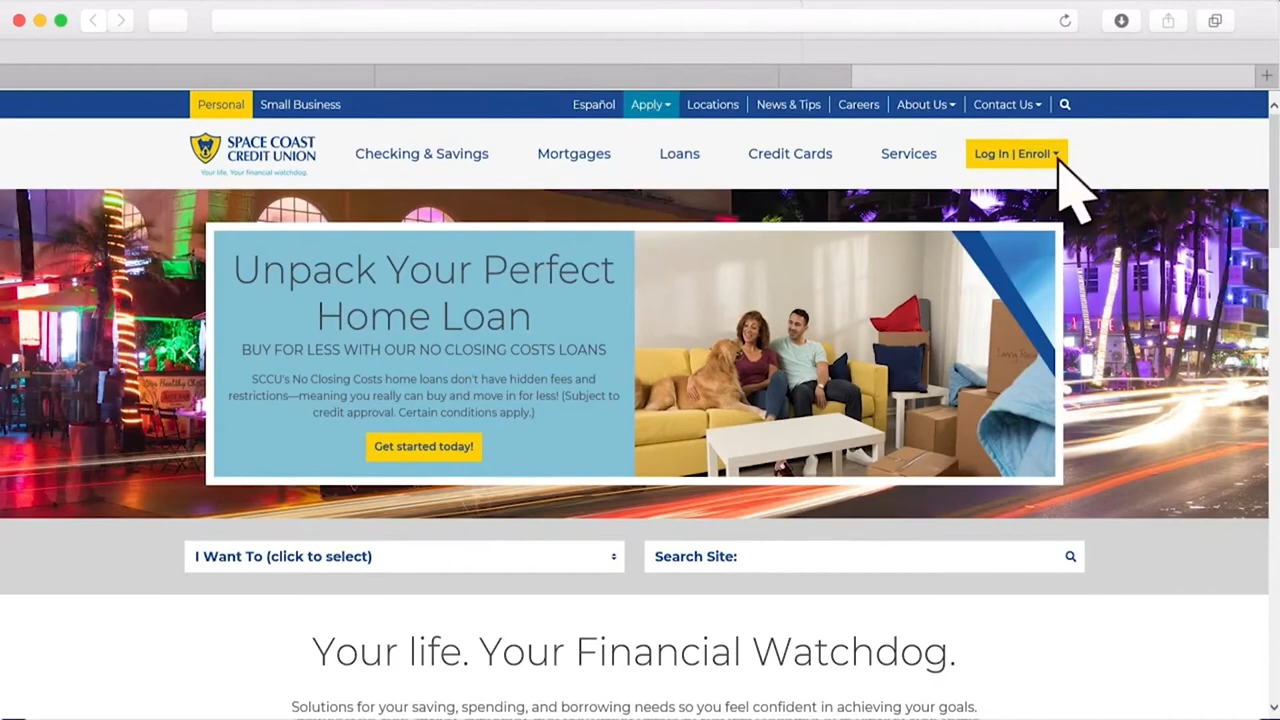 Personal
Small Business
Español
Apply
Locations
News & Tips
Careers
About Us
Contact Us
SPACE COAST
CREDIT UNION
Your life. Your financial watchdog.
Checking & Savings
Mortgages
Loans
Credit Cards
Services
Log In | Enroll
Unpack Your Perfect
Home Loan
BUY FOR LESS WITH OUR NO CLOSING COSTS LOANS
SCCU's No Closing Costs home loans don't have hidden fees and
restrictions—meaning you really can buy and move in for less! (Subject to
credit approval. Certain conditions apply.)
Get started today!
I Want To (click to select)
Search Site:
Your life. Your Financial Watchdog.
Solutions for your saving, spending, and borrowing needs so you feel confident in achieving your goals.